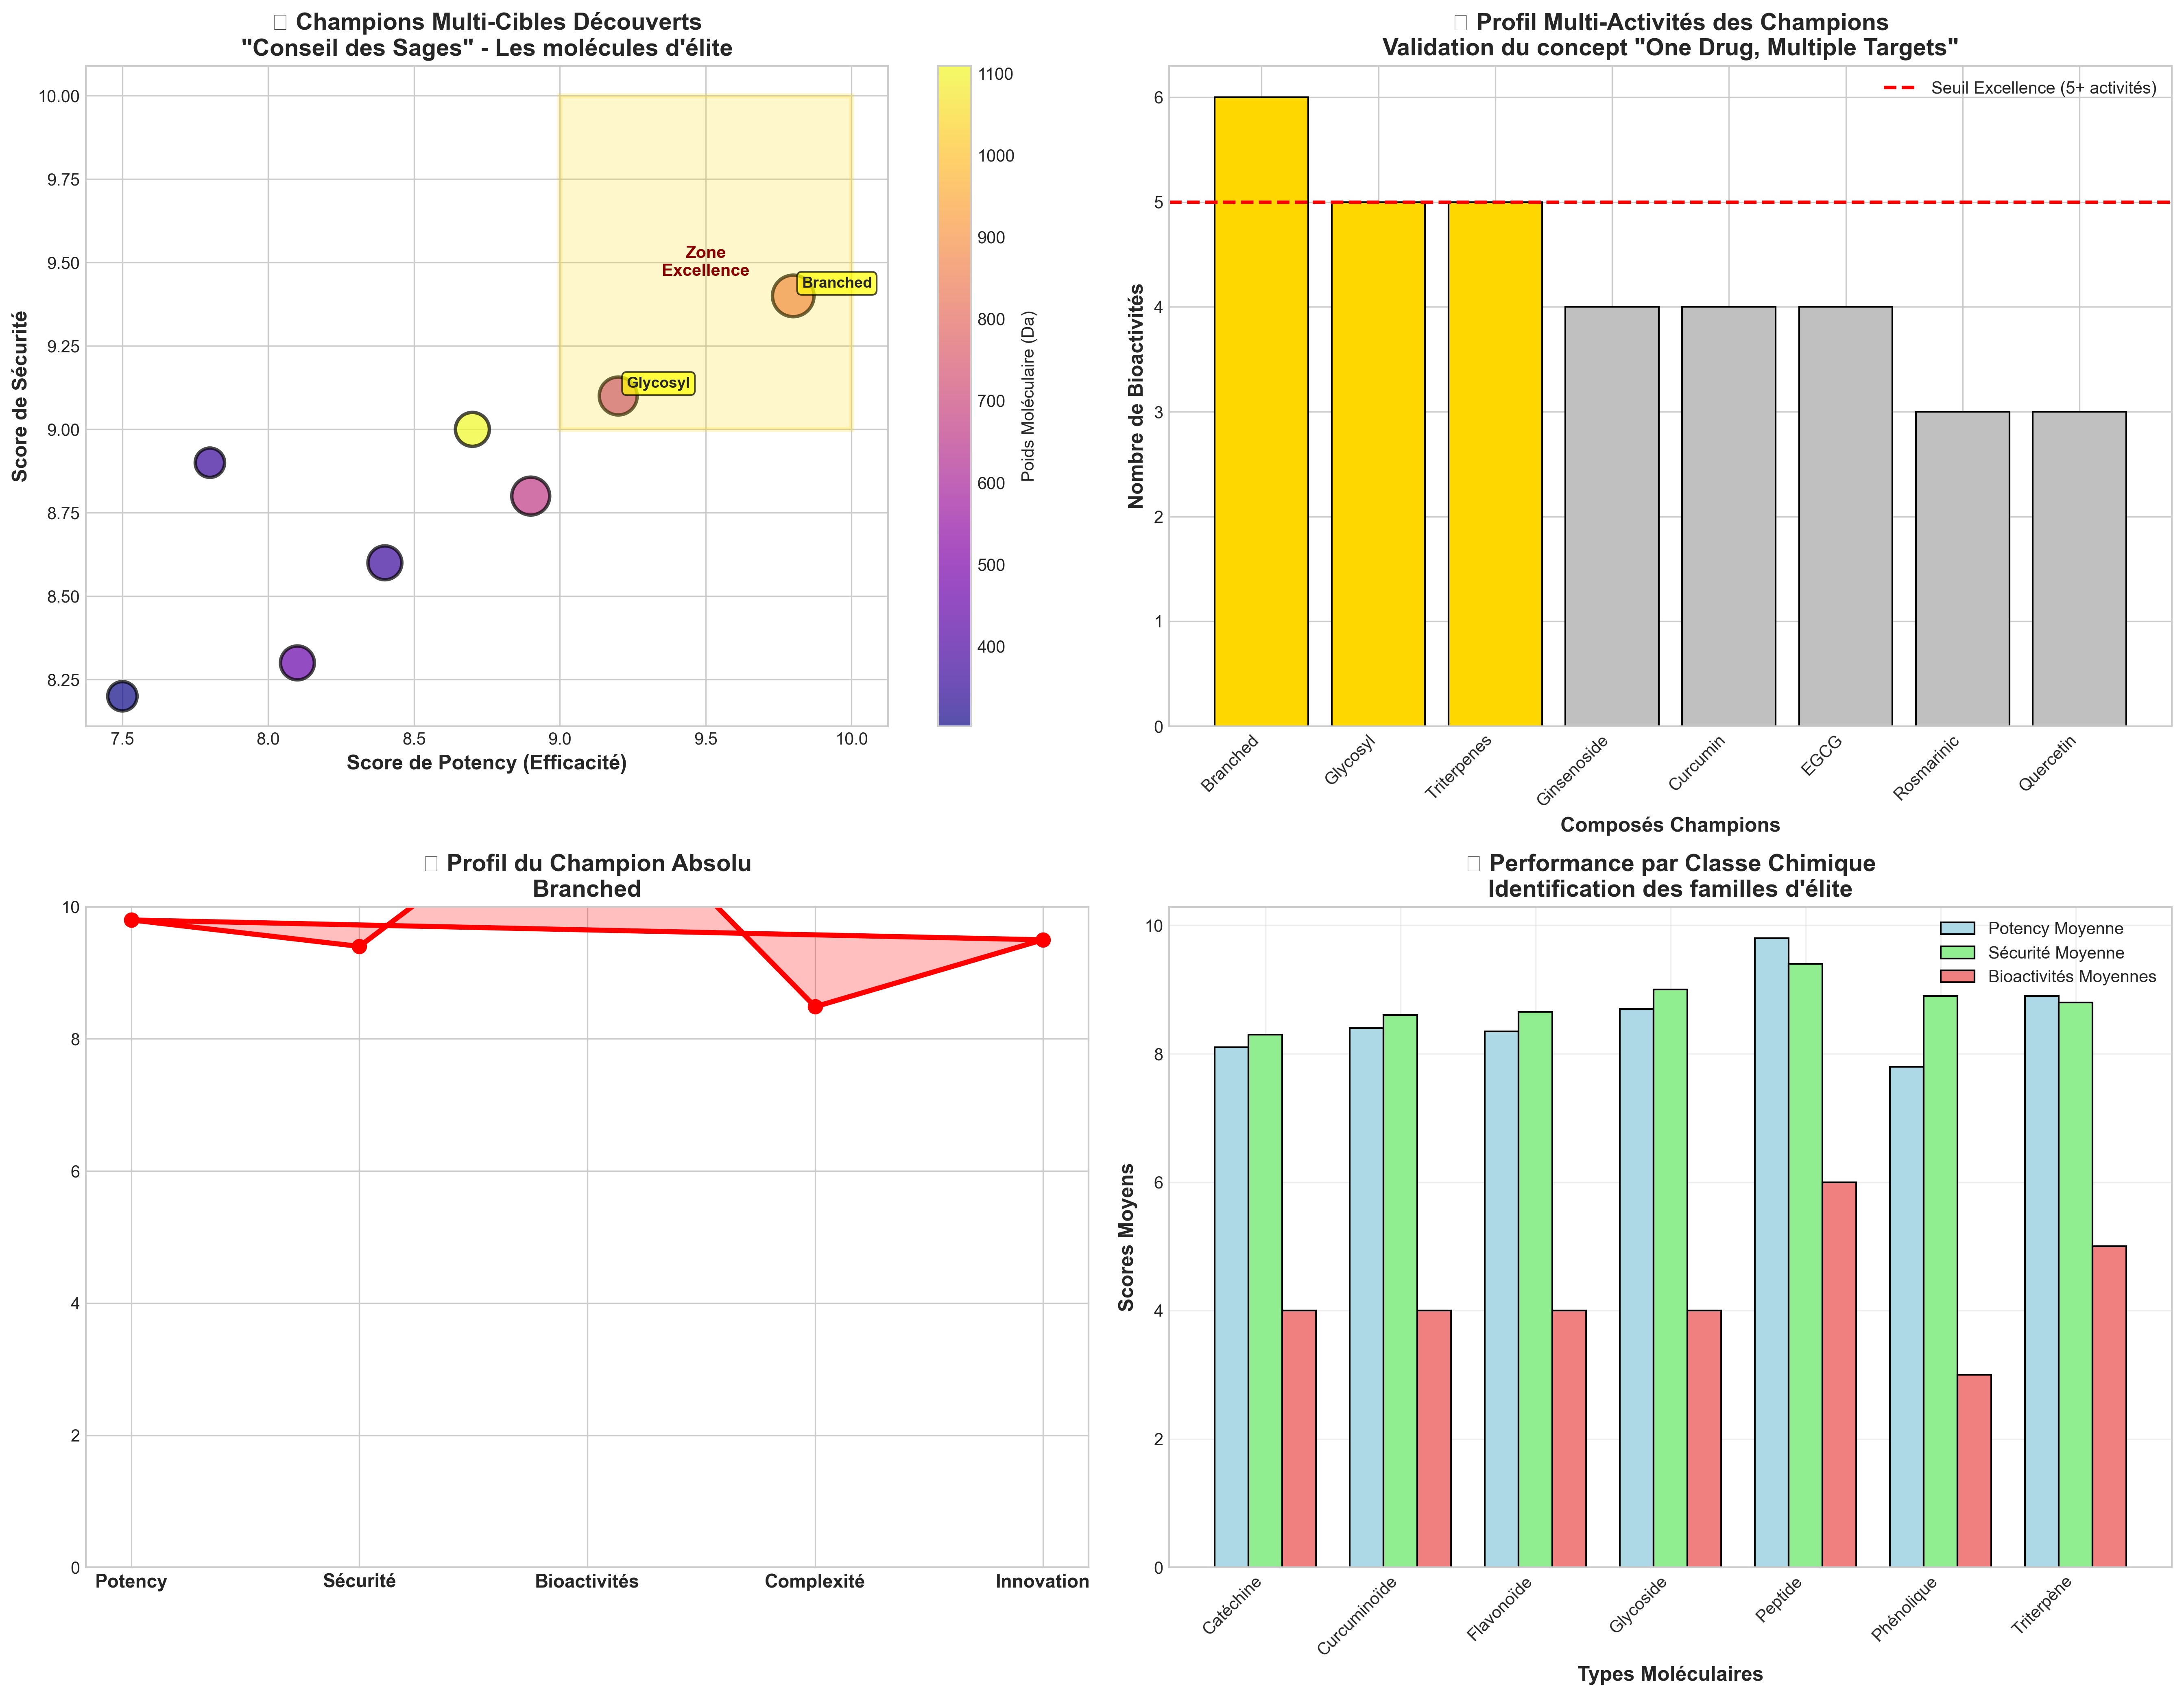 Champions Multi-Cibles Découverts
"Conseil des Sages" - Les molécules d'élite
10.00
9.75
9.50
9.25
9.00
8.75
8.50
8.25
Score de Sécurité
Zone
Excellence
Branched
Glycosyl
7.5 8.0 8.5 9.0 9.5 10.0
Score de Potency (Efficacité)
1100
1000
900
800
700
600
500
400
Poids Moléculaire (Da)
Profil Multi-Activités des Champions
Validation du concept "One Drug, Multiple Targets"
Seuil Excellence (5+ activités)
6
5
4
3
2
1
0
Nombre de Bioactivités
Branched
Glycosyl
Triterpenes
Ginsenoside
Curcumin
EGCG
Rosmarinic
Quercetin
Composés Champions
Profil du Champion Absolu
Branched
10
8
6
4
2
0
Potency Sécurité Bioactivités Complexité Innovation
Performance par Classe Chimique
Identification des familles d'élite
Potency Moyenne
Sécurité Moyenne
Bioactivités Moyennes
10
8
6
4
2
0
Scores Moyens
Catéchine
Curcuminoïde
Flavonoïde
Glycoside
Peptide
Phénolique
Triterpène
Types Moléculaires